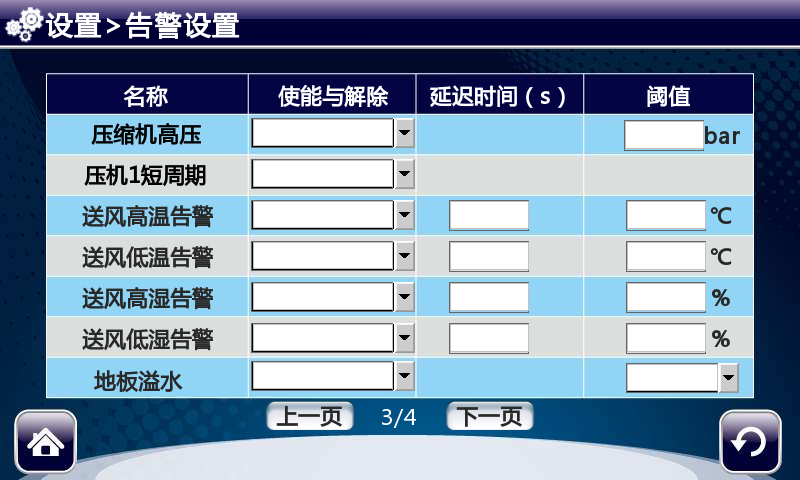 设置>告警设置
名称 使能与解除 延迟时间（s） 阈值
压缩机高压 bar
压机1短周期
送风高温告警 ℃
送风低温告警 ℃
送风高湿告警 %
送风低湿告警 %
地板溢水
上一页 3/4 下一页